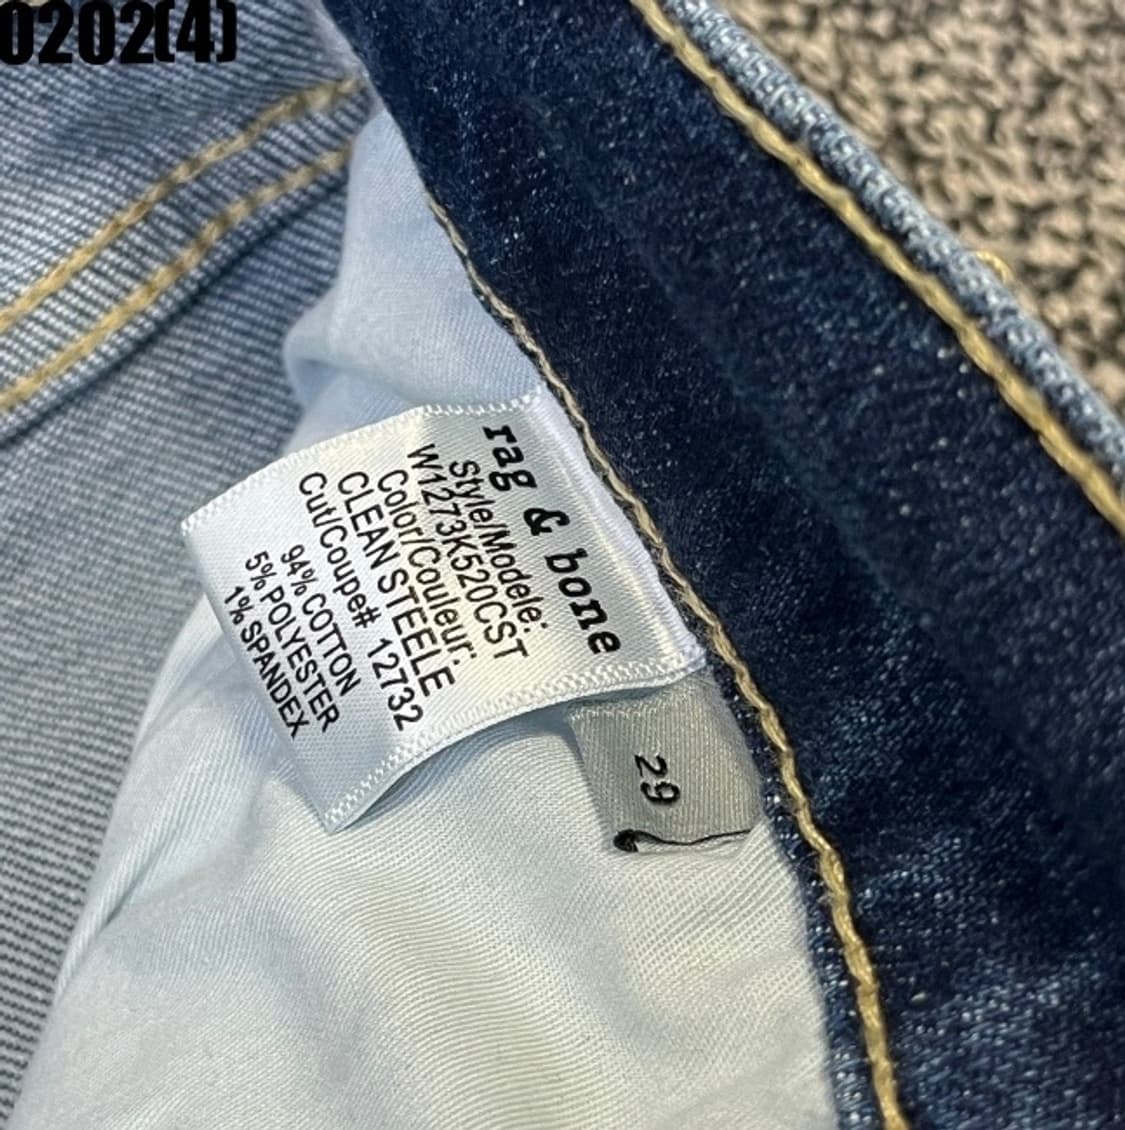 0202(4)
rag & bone
Style/Modele:
W1273K520CST
Color/Couleur:
CLEAN STEELE
Cut/Coupe# 12732
94% COTTON
5% POLYESTER
1% SPANDEX
29